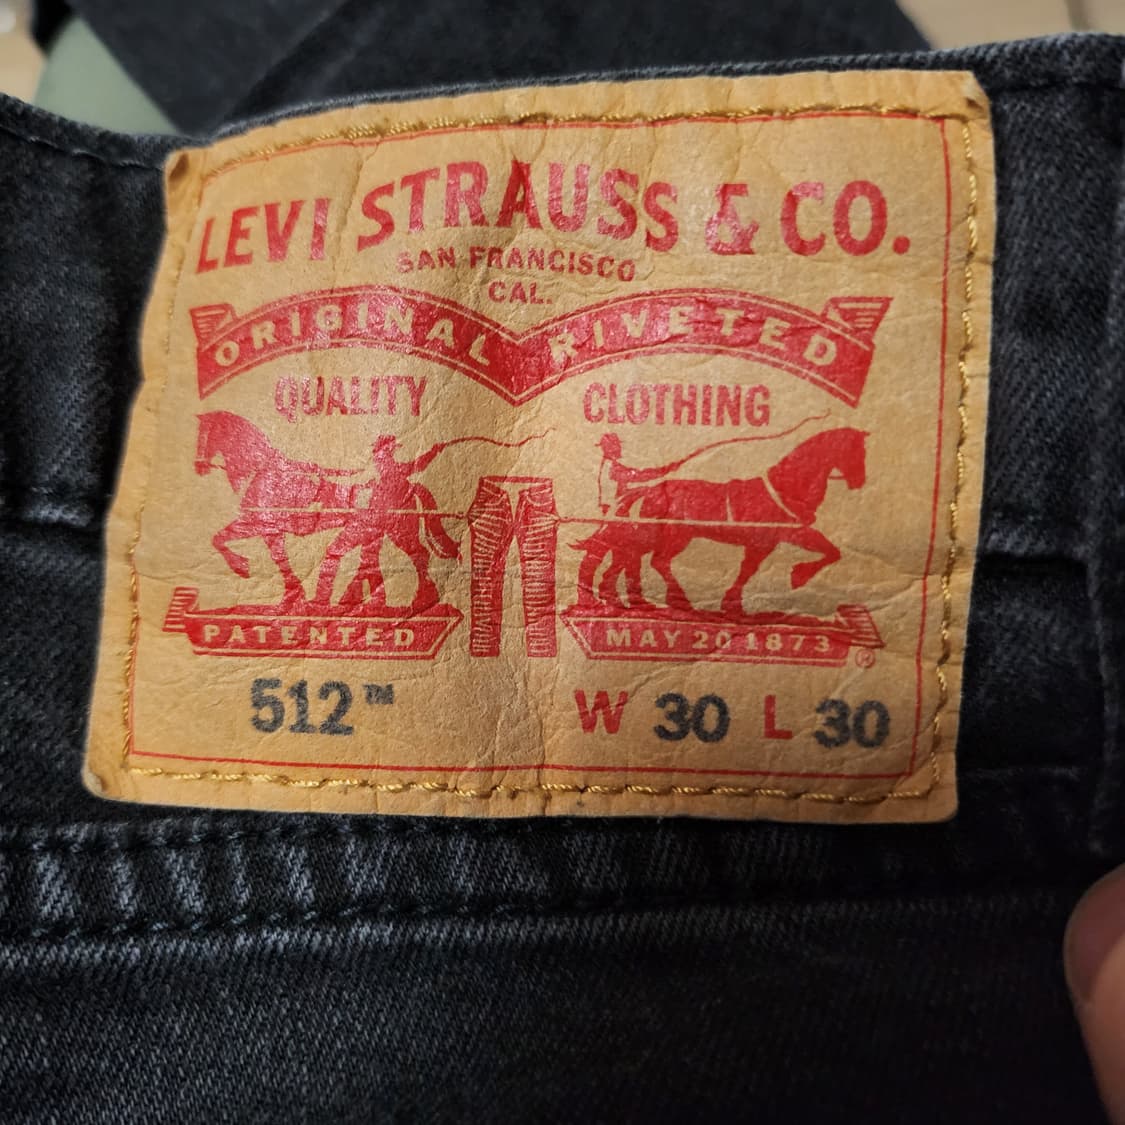 LEVI STRAUSS & CO.
SAN FRANCISCO
CAL.
ORIGINAL RIVETED
QUALITY CLOTHING
PATENTED MAY 20 1873 ®
512™ W 30 L 30